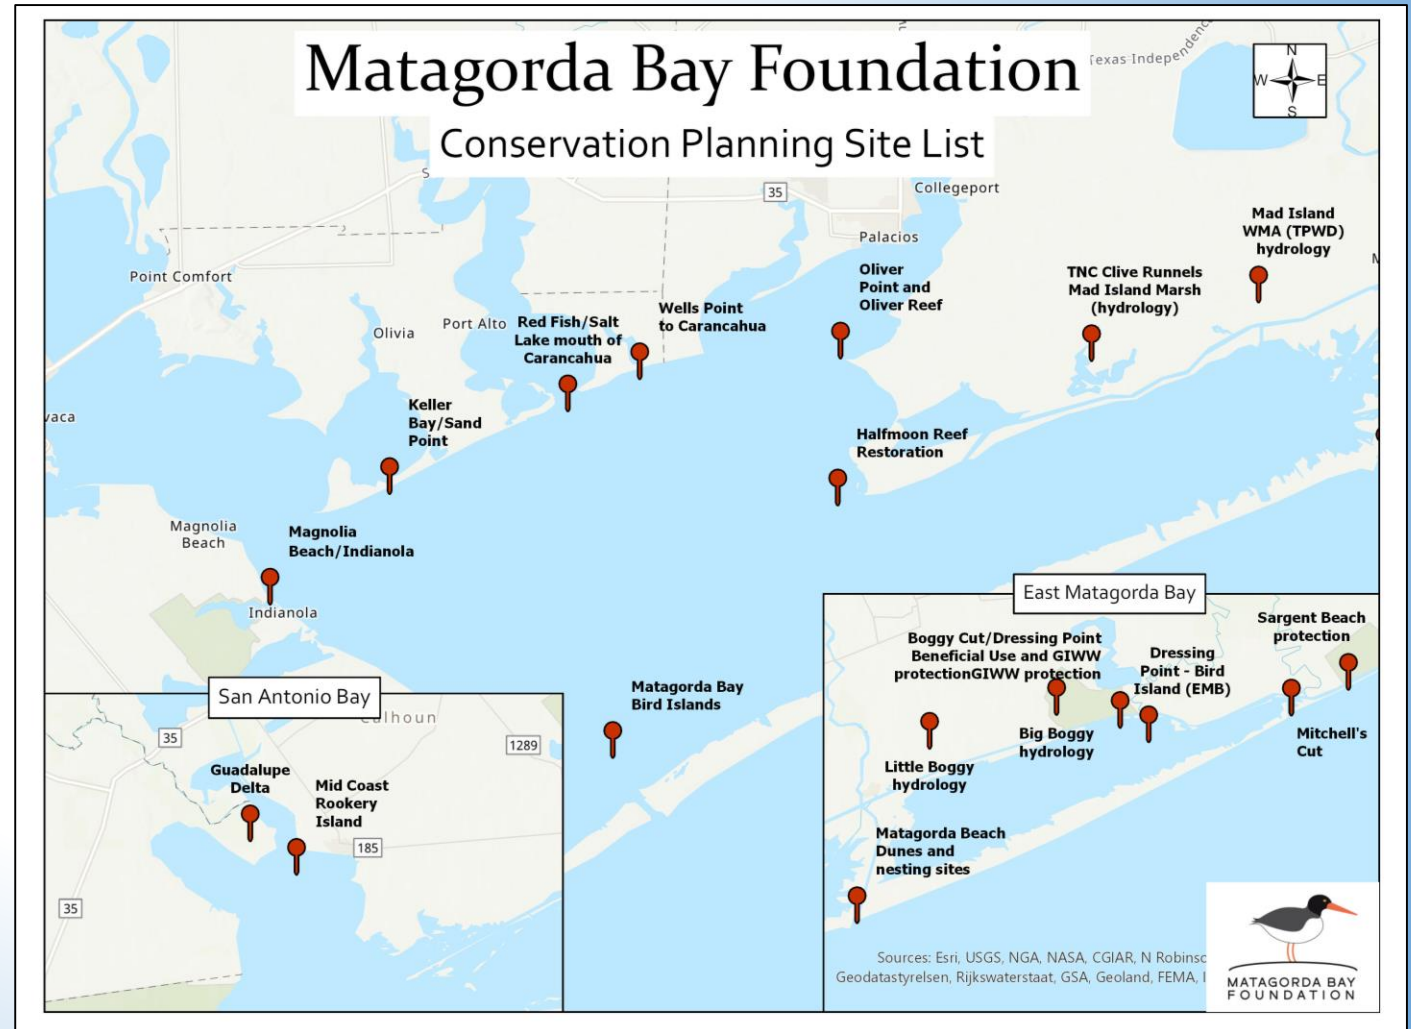 Matagorda Bay Foundation
Conservation Planning Site List
N
W
E
S
Texas Independenc
35
Collegeport
Palacios
Point Comfort
Olivia
Port Alto
vaca
Magnolia
Beach
Indianola
S
M
Mad Island
WMA (TPWD)
hydrology
TNC Clive Runnels
Mad Island Marsh
(hydrology)
Oliver
Point and
Oliver Reef
Wells Point
to Carancahua
Red Fish/Salt
Lake mouth of
Carancahua
Keller
Bay/Sand
Point
Halfmoon Reef
Restoration
Magnolia
Beach/Indianola
Matagorda Bay
Bird Islands
San Antonio Bay
Calhoun
35
1289
Guadalupe
Delta
Mid Coast
Rookery
Island
185
35
East Matagorda Bay
Sargent Beach
protection
Boggy Cut/Dressing Point
Beneficial Use and GIWW
protectionGIWW protection
Dressing
Point - Bird
Island (EMB)
Big Boggy
hydrology
Mitchell's
Cut
Little Boggy
hydrology
Matagorda Beach
Dunes and
nesting sites
Sources: Esri, USGS, NGA, NASA, CGIAR, N Robinso
Geodatastyrelsen, Rijkswaterstaat, GSA, Geoland, FEMA, I
MATAGORDA BAY
FOUNDATION